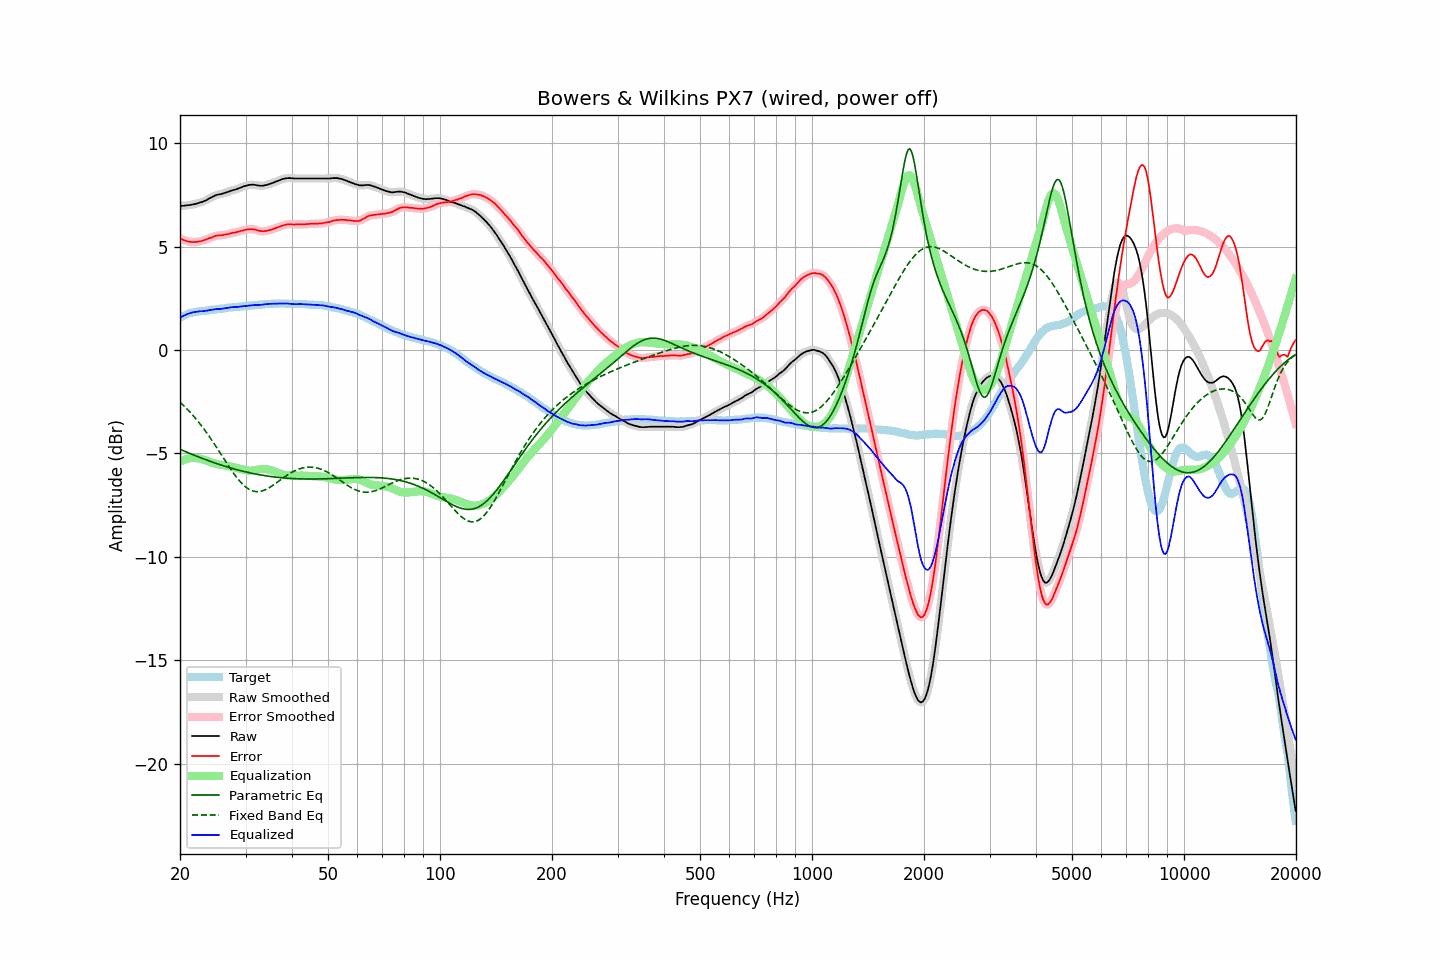 Bowers & Wilkins PX7 (wired, power off)
Amplitude (dBr)
10
5
0
−5
−10
−15
−20
Target
Raw Smoothed
Error Smoothed
Raw
Error
Equalization
Parametric Eq
Fixed Band Eq
Equalized
20 50 100 200 500 1000 2000 5000 10000 20000
Frequency (Hz)